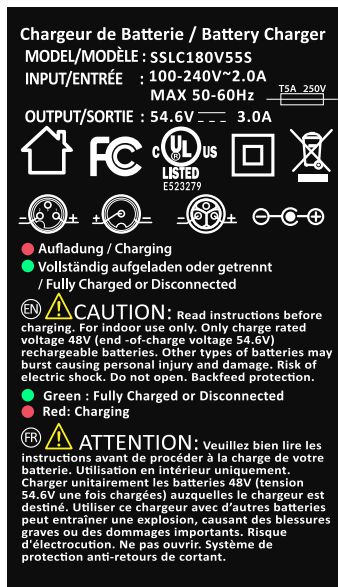 Chargeur de Batterie / Battery Charger
MODEL/MODÈLE : SSLC180V55S
INPUT/ENTRÉE : 100-240V~2.0A
MAX 50-60Hz
T5A 250V
OUTPUT/SORTIE : 54.6V 3.0A
FC
c UL US
LISTED
E523279
Aufladung / Charging
Vollständig aufgeladen oder getrennt
/ Fully Charged or Disconnected
EN CAUTION: Read instructions before
charging. For indoor use only. Only charge rated
voltage 48V (end -of-charge voltage 54.6V)
rechargeable batteries. Other types of batteries may
burst causing personal injury and damage. Risk of
electric shock. Do not open. Backfeed protection.
Green : Fully Charged or Disconnected
Red: Charging
FR ATTENTION: Veuillez bien lire les
instructions avant de procéder à la charge de votre
batterie. Utilisation en intérieur uniquement.
Charger unitairement les batteries 48V (tension
54.6V une fois chargées) auzquelles le chargeur est
destiné. Utiliser ce chargeur avec d'autres batteries
peut entraîner une explosion, causant des blessures
graves ou des dommages importants. Risque
d'électrocution. Ne pas ouvrir. Système de
protection anti-retours de cortant.